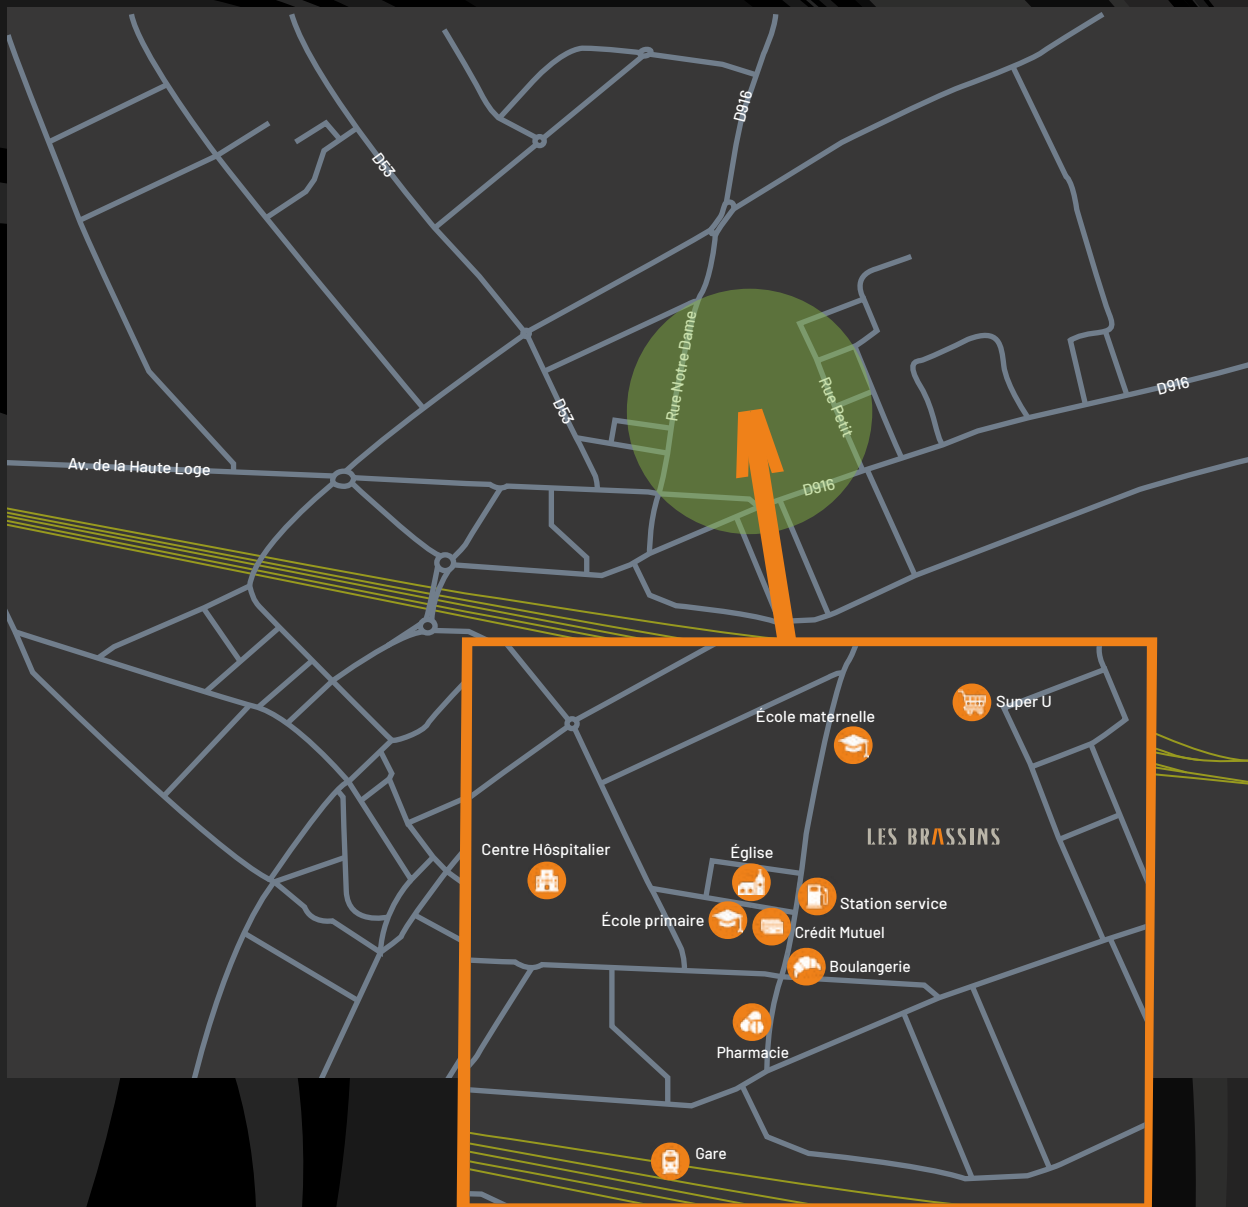 D916
D53
Rue Notre Dame
Rue Petit
D916
D53
Av. de la Haute Loge
D916
Super U
École maternelle
LES BRASSINS
Centre Hôspitalier
Église
Station service
École primaire
Crédit Mutuel
Boulangerie
Pharmacie
Gare